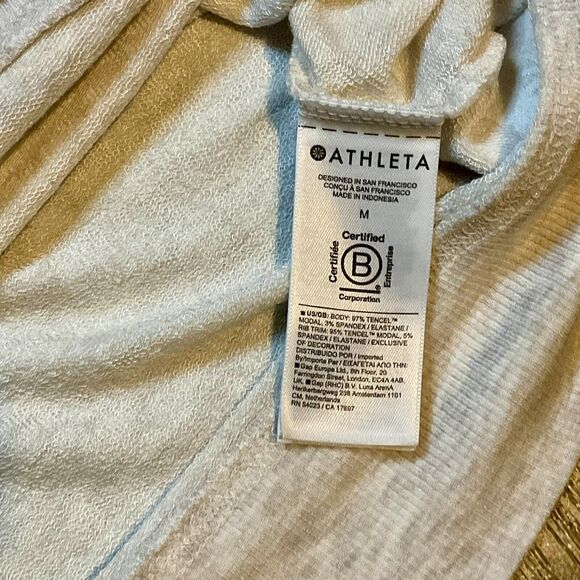 ATHLETA
DESIGNED IN SAN FRANCISCO
CONÇU À SAN FRANCISCO
MADE IN INDONESIA
M
Certified
Certifiée
B
Entreprise
Corporation
US/GB: BODY: 97% TENCEL™
MODAL, 3% SPANDEX / ELASTANE /
RIB TRIM: 95% TENCEL™ MODAL, 5%
SPANDEX / ELASTANE / EXCLUSIVE
OF DECORATION
DISTRIBUIDO POR / Imported
By/Importe Par / ΕΙΣΑΓΕΤΑΙ ΑΠΟ ΤΗΝ:
Gap Europe Ltd., 8th Floor, 20
Farringdon Street, London, EC4A 4AB,
UK. Gap (RHC) B.V. Luna ArenA
Herikerbergweg 238 Amsterdam 1101
CM, Netherlands
RN 54023 / CA 17897